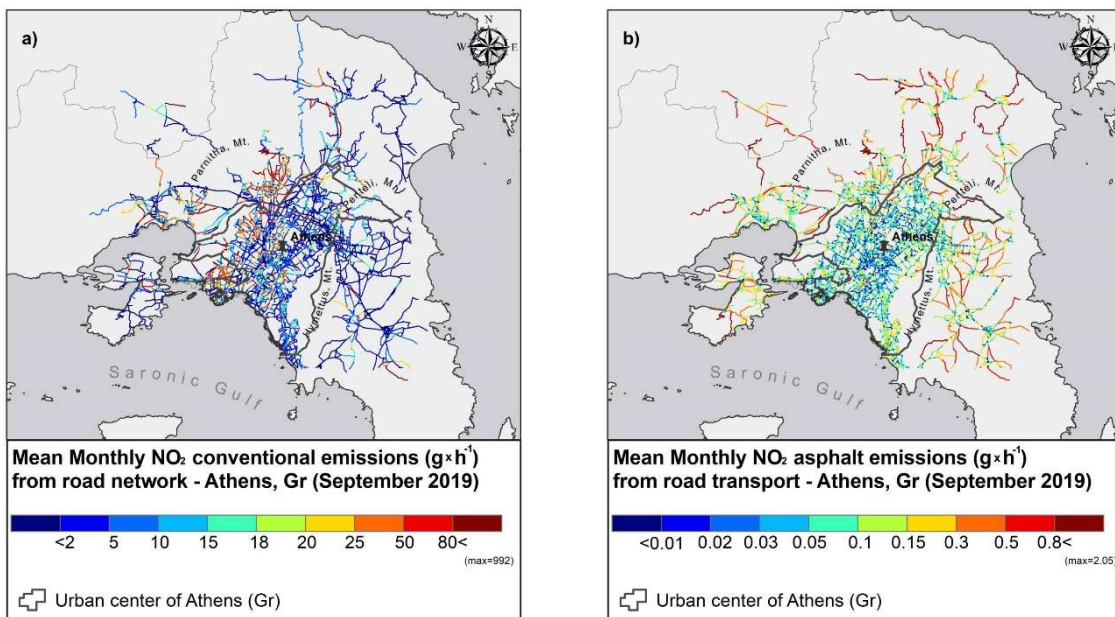 a)
N
W E
S
Parnitha, Mt.
Penteli, Mt.
Athens
Hymettus, Mt.
Saronic Gulf
Mean Monthly NO₂ conventional emissions (g×h⁻¹)
from road network - Athens, Gr (September 2019)
<2 5 10 15 18 20 25 50 80<
(max=992)
Urban center of Athens (Gr)
b)
N
W E
S
Parnitha, Mt.
Penteli, Mt.
Athens
Hymettus, Mt.
Saronic Gulf
Mean Monthly NO₂ asphalt emissions (g×h⁻¹)
from road transport - Athens, Gr (September 2019)
<0.01 0.02 0.03 0.05 0.1 0.15 0.3 0.5 0.8<
(max=2.05)
Urban center of Athens (Gr)